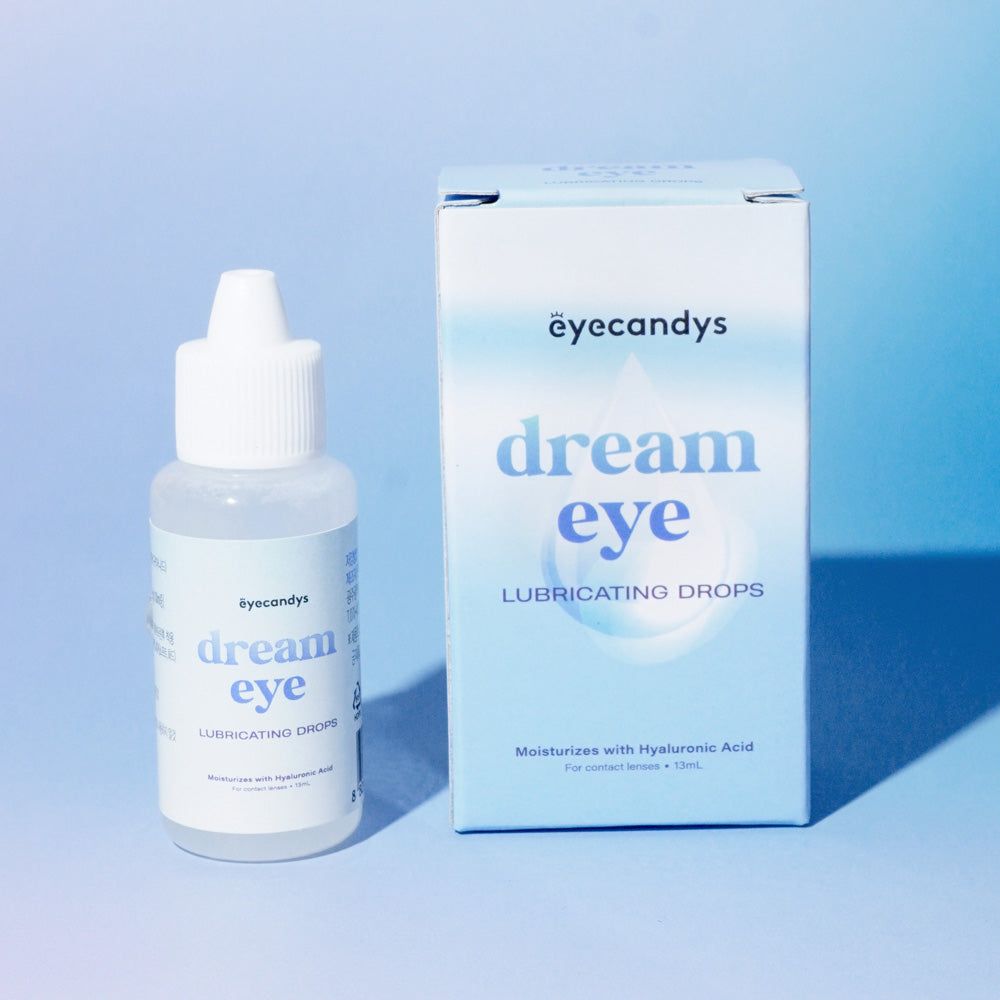 eyecandys
dream
eye
LUBRICATING DROPS
Moisturizes with Hyaluronic Acid
For contact lenses • 13mL
dream
eye
LUBRICATING DROPS
eyecandys
dream
eye
LUBRICATING DROPS
Moisturizes with Hyaluronic Acid
For contact lenses • 13mL